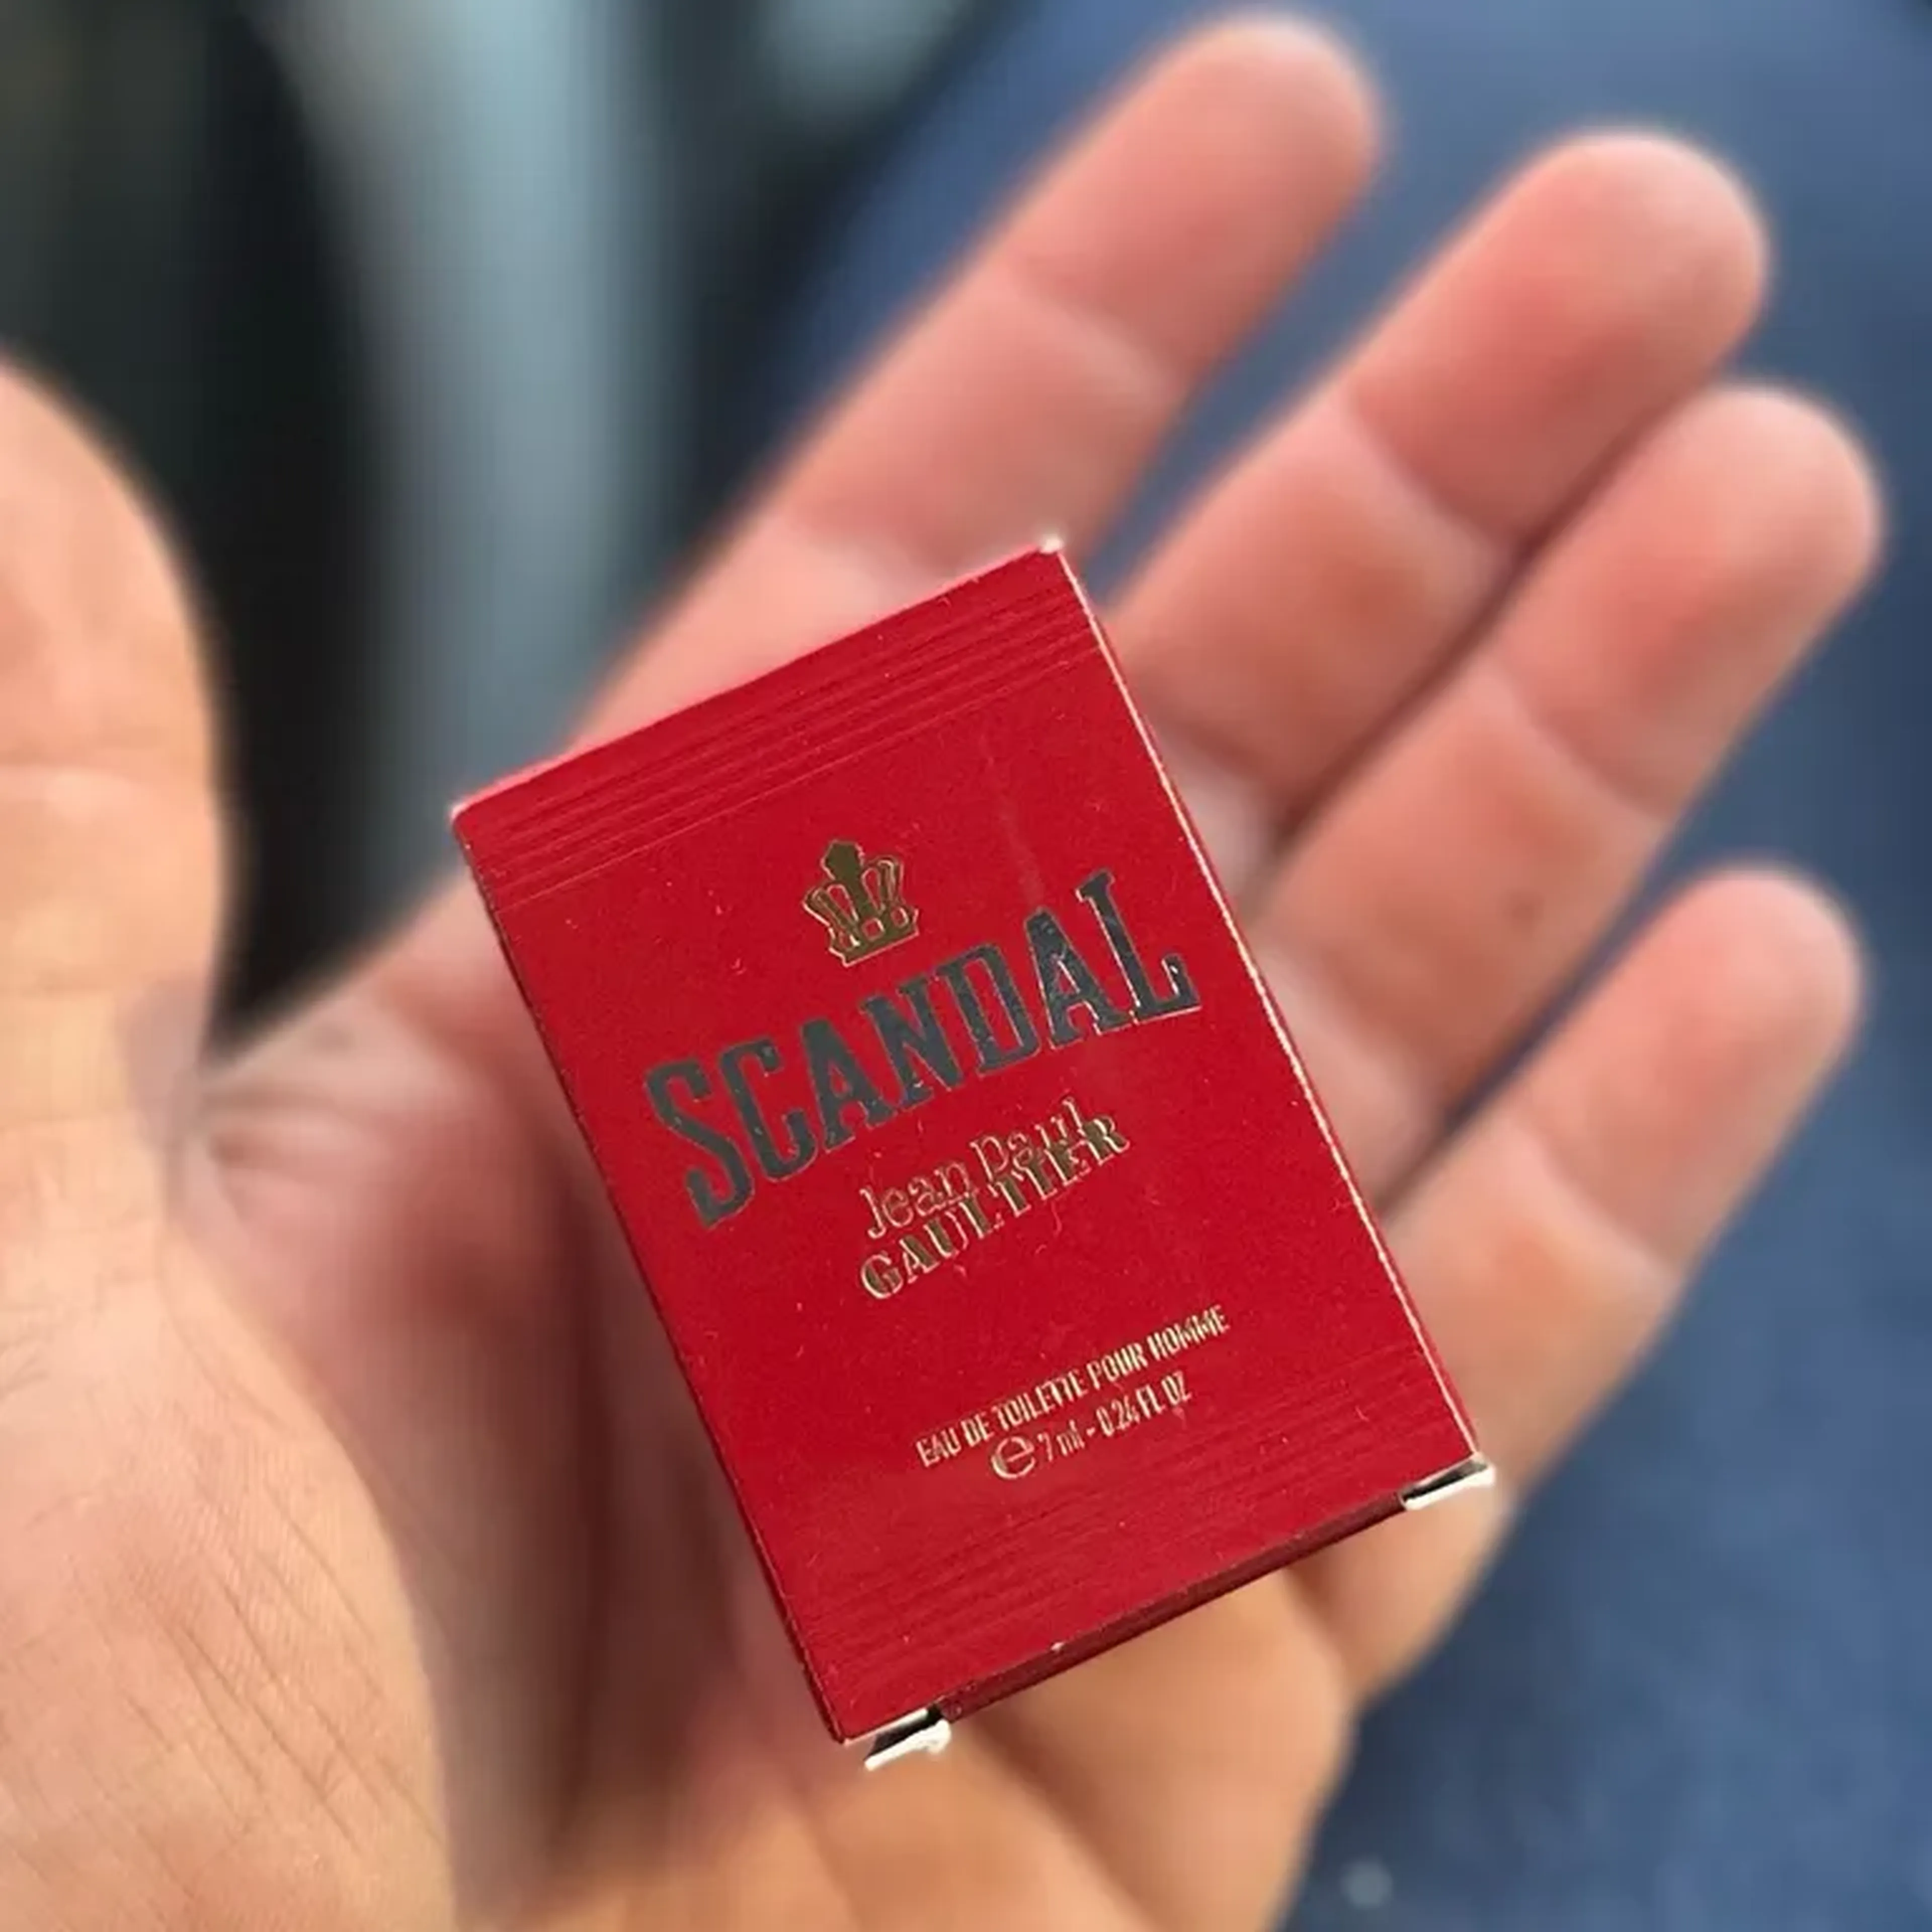 SCANDAL
Jean Paul
GAULTIER
EAU DE TOILETTE POUR HOMME
℮ 7 ml - 0.24 FL OZ